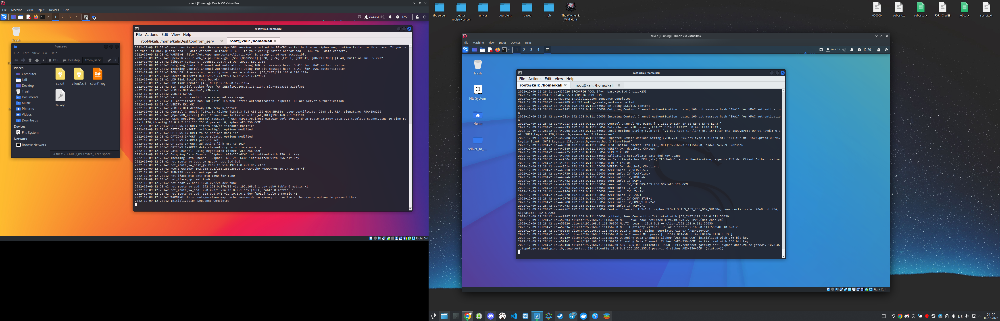 client [Running] - Oracle VM VirtualBox
File Machine View Input Devices Help
1 2 3 4
10.8.0.2 12:29
Trash
from_serv
File Edit View Go Help
kali Desktop from_serv
Places
Computer
kali
Desktop
Trash
Documents
Music
Pictures
Videos
Downloads
Devices
File System
Network
Browse Network
ca.crt client1.crt client1.key
ta.key
4 files: 7.7 KiB (7,893 bytes), Free space: ...
root@kali: /home/kali
File Actions Edit View Help
root@kali: /home/kali/Desktop/from_serv root@kali: /home/kali
2022-12-09 12:28:42 --cipher is not set. Previous OpenVPN version defaulted to BF-CBC as fallback when cipher negotiation failed in this case. If you ne
ed this fallback please add '--data-ciphers-fallback BF-CBC' to your configuration and/or add BF-CBC to --data-ciphers.
2022-12-09 12:28:42 WARNING: file '/etc/openvpn/certs/client1.key' is group or others accessible
2022-12-09 12:28:42 OpenVPN 2.5.7 x86_64-pc-linux-gnu [SSL (OpenSSL)] [LZO] [LZ4] [EPOLL] [PKCS11] [MH/PKTINFO] [AEAD] built on Jul  5 2022
2022-12-09 12:28:42 library versions: OpenSSL 3.0.4 21 Jun 2022, LZO 2.10
2022-12-09 12:28:42 Outgoing Control Channel Authentication: Using 160 bit message hash 'SHA1' for HMAC authentication
2022-12-09 12:28:42 Incoming Control Channel Authentication: Using 160 bit message hash 'SHA1' for HMAC authentication
2022-12-09 12:28:42 TCP/UDP: Preserving recently used remote address: [AF_INET]192.168.0.176:1194
2022-12-09 12:28:42 Socket Buffers: R=[212992->212992] S=[212992->212992]
2022-12-09 12:28:42 UDP link local: (not bound)
2022-12-09 12:28:42 UDP link remote: [AF_INET]192.168.0.176:1194
2022-12-09 12:28:42 TLS: Initial packet from [AF_INET]192.168.0.176:1194, sid=481aa336 a1b8f3e5
2022-12-09 12:28:42 VERIFY OK: depth=1, CN=serv
2022-12-09 12:28:42 VERIFY KU OK
2022-12-09 12:28:42 Validating certificate extended key usage
2022-12-09 12:28:42 ++ Certificate has EKU (str) TLS Web Server Authentication, expects TLS Web Server Authentication
2022-12-09 12:28:42 VERIFY EKU OK
2022-12-09 12:28:42 VERIFY OK: depth=0, CN=OpenVPN_server
2022-12-09 12:28:42 Control Channel: TLSv1.3, cipher TLSv1.3 TLS_AES_256_GCM_SHA384, peer certificate: 2048 bit RSA, signature: RSA-SHA256
2022-12-09 12:28:42 [OpenVPN_server] Peer Connection Initiated with [AF_INET]192.168.0.176:1194
2022-12-09 12:28:42 PUSH: Received control message: 'PUSH_REPLY,redirect-gateway def1 bypass-dhcp,route-gateway 10.8.0.1,topology subnet,ping 10,ping-re
start 120,ifconfig 10.8.0.2 255.255.255.0,peer-id 0,cipher AES-256-GCM'
2022-12-09 12:28:42 OPTIONS IMPORT: timers and/or timeouts modified
2022-12-09 12:28:42 OPTIONS IMPORT: --ifconfig/up options modified
2022-12-09 12:28:42 OPTIONS IMPORT: route options modified
2022-12-09 12:28:42 OPTIONS IMPORT: route-related options modified
2022-12-09 12:28:42 OPTIONS IMPORT: peer-id set
2022-12-09 12:28:42 OPTIONS IMPORT: adjusting link_mtu to 1624
2022-12-09 12:28:42 OPTIONS IMPORT: data channel crypto options modified
2022-12-09 12:28:42 Data Channel: using negotiated cipher 'AES-256-GCM'
2022-12-09 12:28:42 Outgoing Data Channel: Cipher 'AES-256-GCM' initialized with 256 bit key
2022-12-09 12:28:42 Incoming Data Channel: Cipher 'AES-256-GCM' initialized with 256 bit key
2022-12-09 12:28:42 net_route_v4_best_gw query: dst 0.0.0.0
2022-12-09 12:28:42 net_route_v4_best_gw result: via 192.168.0.1 dev eth0
2022-12-09 12:28:42 ROUTE_GATEWAY 192.168.0.1/255.255.255.0 IFACE=eth0 HWADDR=08:00:27:22:46:4f
2022-12-09 12:28:42 TUN/TAP device tun0 opened
2022-12-09 12:28:42 net_iface_mtu_set: mtu 1500 for tun0
2022-12-09 12:28:42 net_iface_up: set tun0 up
2022-12-09 12:28:42 net_addr_v4_add: 10.8.0.2/24 dev tun0
2022-12-09 12:28:42 net_route_v4_add: 192.168.0.176/32 via 192.168.0.1 dev eth0 table 0 metric -1
2022-12-09 12:28:42 net_route_v4_add: 0.0.0.0/1 via 10.8.0.1 dev [NULL] table 0 metric -1
2022-12-09 12:28:42 net_route_v4_add: 128.0.0.0/1 via 10.8.0.1 dev [NULL] table 0 metric -1
2022-12-09 12:28:42 WARNING: this configuration may cache passwords in memory -- use the auth-nocache option to prevent this
2022-12-09 12:28:42 Initialization Sequence Completed
Right Ctrl
tbs-server debtor-registry-server univer auu-client 1c-web job The Witcher 3: Wild Hunt
000000 cubes.txt cubes.xlsx FOR 1C_WEB job.xlsx secret.txt
saved [Running] - Oracle VM VirtualBox
File Machine View Input Devices Help
1 2 3 4
10.8.0.1 12:29
Trash
File System
Home
deliver_to_...
root@kali: /home/kali
File Actions Edit View Help
root@kali: /home/kali root@kali: /home/kali
2022-12-09 12:26:51 us=837526 IFCONFIG POOL IPv4: base=10.8.0.2 size=253
2022-12-09 12:26:51 us=837555 IFCONFIG POOL LIST
2022-12-09 12:26:51 us=837592 Initialization Sequence Completed
2022-12-09 12:28:42 us=442289 MULTI: multi_create_instance called
2022-12-09 12:28:42 us=442516 192.168.0.111:56050 Re-using SSL/TLS context
2022-12-09 12:28:42 us=442782 192.168.0.111:56050 Outgoing Control Channel Authentication: Using 160 bit message hash 'SHA1' for HMAC authenticatio
n
2022-12-09 12:28:42 us=442814 192.168.0.111:56050 Incoming Control Channel Authentication: Using 160 bit message hash 'SHA1' for HMAC authenticatio
n
2022-12-09 12:28:42 us=442913 192.168.0.111:56050 Control Channel MTU parms [ L:1621 D:1184 EF:66 EB:0 ET:0 EL:3 ]
2022-12-09 12:28:42 us=442933 192.168.0.111:56050 Data Channel MTU parms [ L:1621 D:1450 EF:121 EB:406 ET:0 EL:3 ]
2022-12-09 12:28:42 us=442968 192.168.0.111:56050 Local Options String (VER=V4): 'V4,dev-type tun,link-mtu 1541,tun-mtu 1500,proto UDPv4,keydir 0,a
uth SHA1,keysize 128,tls-auth,key-method 2,tls-server'
2022-12-09 12:28:42 us=442988 192.168.0.111:56050 Expected Remote Options String (VER=V4): 'V4,dev-type tun,link-mtu 1541,tun-mtu 1500,proto UDPv4,
keydir 1,auth SHA1,keysize 128,tls-auth,key-method 2,tls-client'
2022-12-09 12:28:42 us=443010 192.168.0.111:56050 TLS: Initial packet from [AF_INET]192.168.0.111:56050, sid=15743769 32823bb6
2022-12-09 12:28:42 us=449349 192.168.0.111:56050 VERIFY OK: depth=1, CN=serv
2022-12-09 12:28:42 us=449475 192.168.0.111:56050 VERIFY KU OK
2022-12-09 12:28:42 us=449495 192.168.0.111:56050 Validating certificate extended key usage
2022-12-09 12:28:42 us=449504 192.168.0.111:56050 ++ Certificate has EKU (str) TLS Web Client Authentication, expects TLS Web Client Authentication
2022-12-09 12:28:42 us=449511 192.168.0.111:56050 VERIFY EKU OK
2022-12-09 12:28:42 us=449514 192.168.0.111:56050 VERIFY OK: depth=0, CN=client
2022-12-09 12:28:42 us=449718 192.168.0.111:56050 peer info: IV_VER=2.5.7
2022-12-09 12:28:42 us=449739 192.168.0.111:56050 peer info: IV_PLAT=linux
2022-12-09 12:28:42 us=449746 192.168.0.111:56050 peer info: IV_PROTO=6
2022-12-09 12:28:42 us=449752 192.168.0.111:56050 peer info: IV_NCP=2
2022-12-09 12:28:42 us=449759 192.168.0.111:56050 peer info: IV_CIPHERS=AES-256-GCM:AES-128-GCM
2022-12-09 12:28:42 us=449763 192.168.0.111:56050 peer info: IV_LZ4=1
2022-12-09 12:28:42 us=449766 192.168.0.111:56050 peer info: IV_LZ4v2=1
2022-12-09 12:28:42 us=449770 192.168.0.111:56050 peer info: IV_LZO=1
2022-12-09 12:28:42 us=449776 192.168.0.111:56050 peer info: IV_COMP_STUB=1
2022-12-09 12:28:42 us=449780 192.168.0.111:56050 peer info: IV_COMP_STUBv2=1
2022-12-09 12:28:42 us=449783 192.168.0.111:56050 peer info: IV_TCPNL=1
2022-12-09 12:28:42 us=449962 192.168.0.111:56050 Control Channel: TLSv1.3, cipher TLSv1.3 TLS_AES_256_GCM_SHA384, peer certificate: 2048 bit RSA,
signature: RSA-SHA256
2022-12-09 12:28:42 us=449987 192.168.0.111:56050 [client] Peer Connection Initiated with [AF_INET]192.168.0.111:56050
2022-12-09 12:28:42 us=450003 client/192.168.0.111:56050 MULTI_sva: pool returned IPv4=10.8.0.2, IPv6=(Not enabled)
2022-12-09 12:28:42 us=450026 client/192.168.0.111:56050 MULTI: Learn: 10.8.0.2 -> client/192.168.0.111:56050
2022-12-09 12:28:42 us=450034 client/192.168.0.111:56050 MULTI: primary virtual IP for client/192.168.0.111:56050: 10.8.0.2
2022-12-09 12:28:42 us=450048 client/192.168.0.111:56050 Data Channel: using negotiated cipher 'AES-256-GCM'
2022-12-09 12:28:42 us=450061 client/192.168.0.111:56050 Data Channel MTU parms [ L:1549 D:1450 EF:49 EB:406 ET:0 EL:3 ]
2022-12-09 12:28:42 us=450129 client/192.168.0.111:56050 Outgoing Data Channel: Cipher 'AES-256-GCM' initialized with 256 bit key
2022-12-09 12:28:42 us=450142 client/192.168.0.111:56050 Incoming Data Channel: Cipher 'AES-256-GCM' initialized with 256 bit key
2022-12-09 12:28:42 us=450168 client/192.168.0.111:56050 SENT CONTROL [client]: 'PUSH_REPLY,redirect-gateway def1 bypass-dhcp,route-gateway 10.8.0.
1,topology subnet,ping 10,ping-restart 120,ifconfig 10.8.0.2 255.255.255.0,peer-id 0,cipher AES-256-GCM' (status=1)
Right Ctrl
us 21:29
09.12.2022